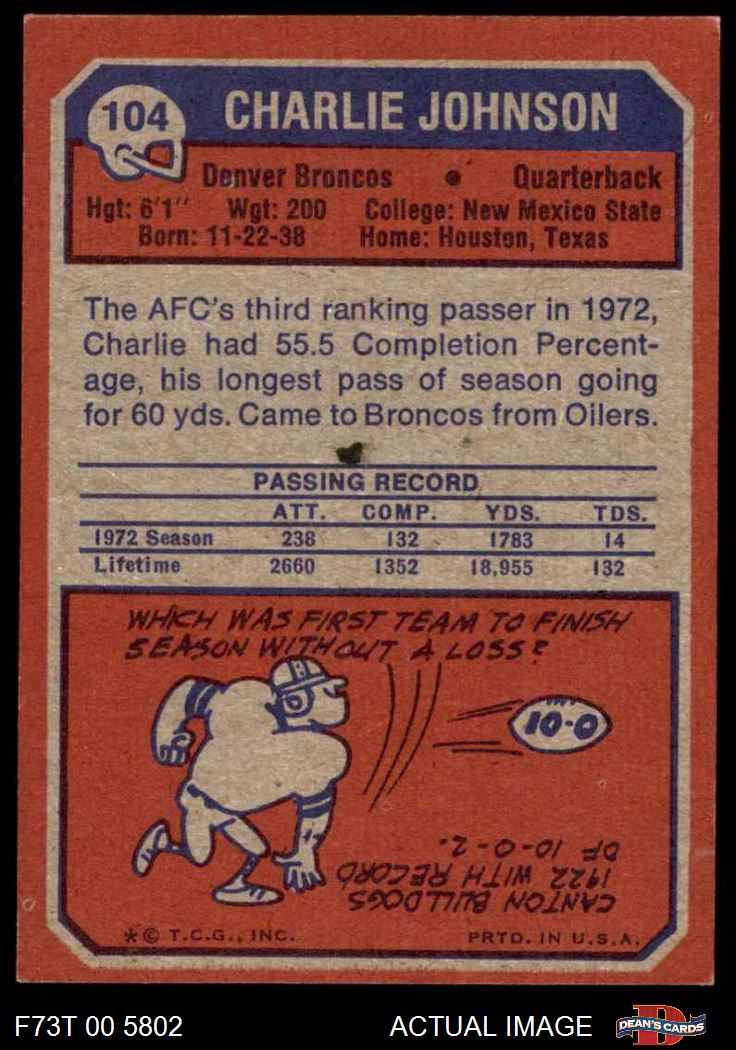 104
CHARLIE JOHNSON
Denver Broncos • Quarterback
Hgt: 6'1" Wgt: 200 College: New Mexico State
Born: 11-22-38 Home: Houston, Texas
The AFC's third ranking passer in 1972,
Charlie had 55.5 Completion Percent-
age, his longest pass of season going
for 60 yds. Came to Broncos from Oilers.
PASSING RECORD
ATT. COMP. YDS. TDS.
1972 Season 238 132 1783 14
Lifetime 2660 1352 18,955 132
WHICH WAS FIRST TEAM TO FINISH
SEASON WITHOUT A LOSS?
10-0
CANTON BULLDOGS
1922 WITH RECORD
OF 10-0-2.
* © T.C.G., INC. PRTD. IN U.S.A.
F73T 00 5802 ACTUAL IMAGE
D
DEAN'S CARDS